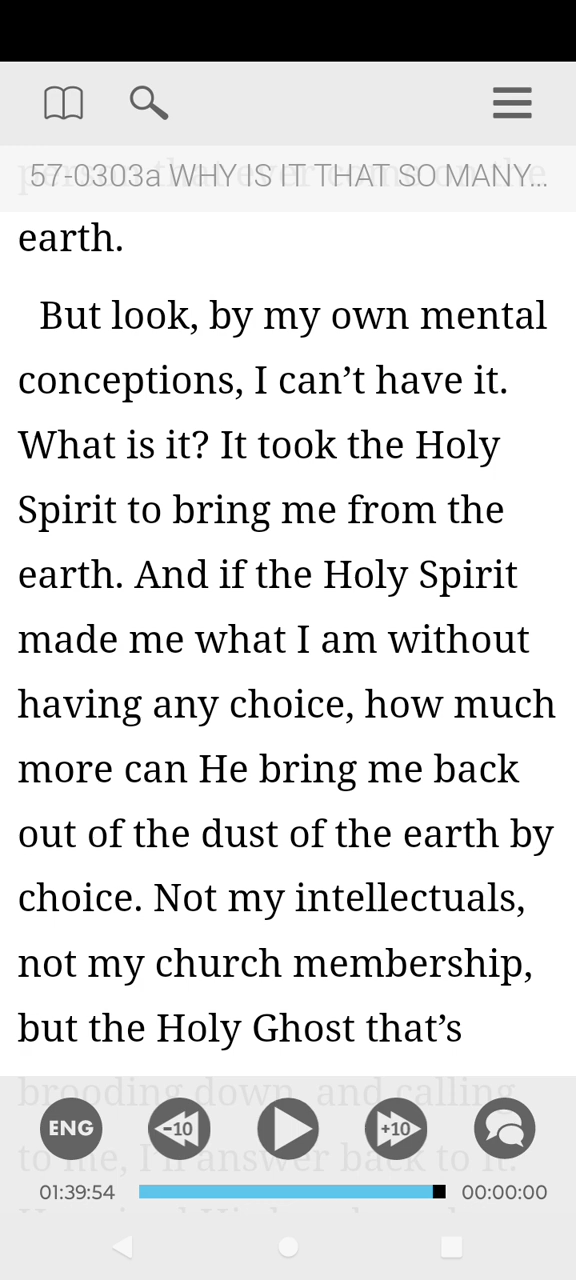 57-0303a WHY IS IT THAT SO MANY...
earth.
But look, by my own mental
conceptions, I can’t have it.
What is it? It took the Holy
Spirit to bring me from the
earth. And if the Holy Spirit
made me what I am without
having any choice, how much
more can He bring me back
out of the dust of the earth by
choice. Not my intellectuals,
not my church membership,
but the Holy Ghost that’s
brooding down, and calling
to me, I’ll answer back to it.
ENG
-10
+10
01:39:54
00:00:00